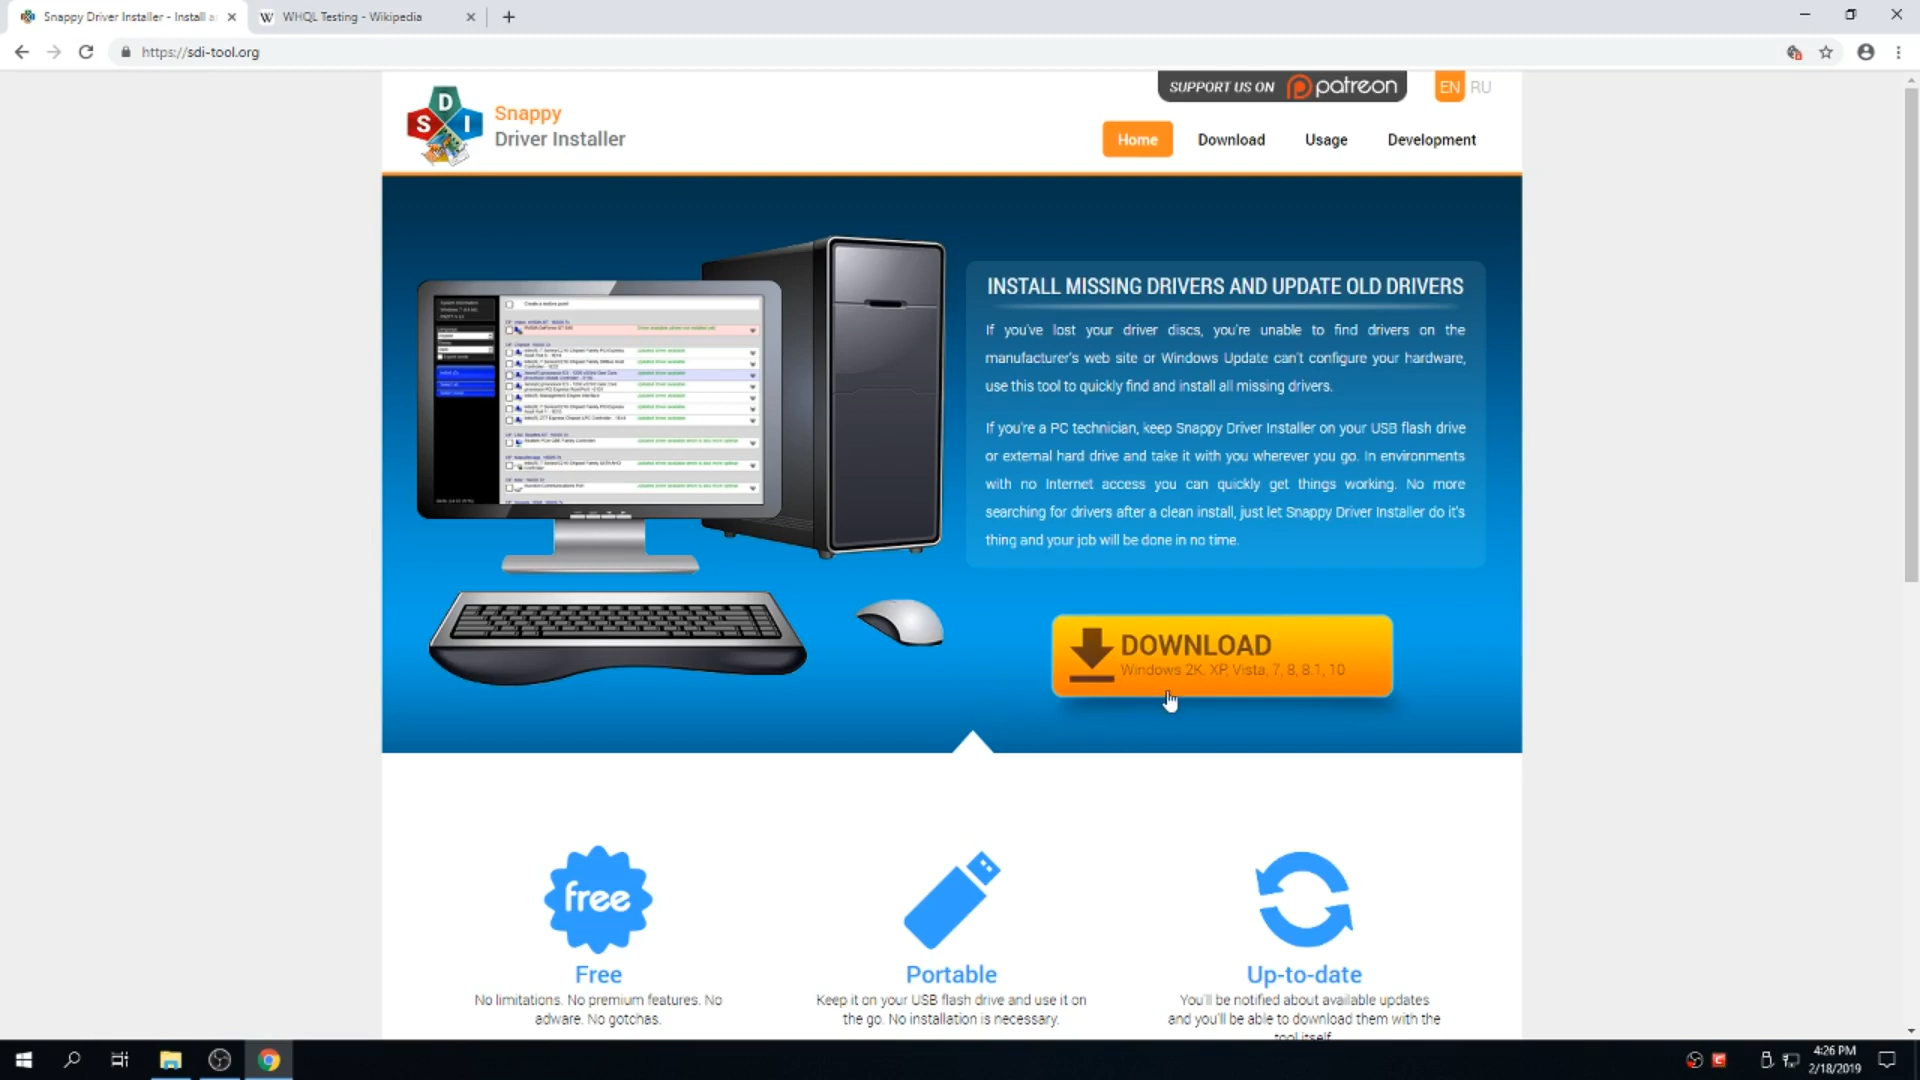 Snappy Driver Installer - Install a
WHQL Testing - Wikipedia
https://sdi-tool.org
SUPPORT US ON patreon
EN RU
S D I
Snappy
Driver Installer
Home
Download
Usage
Development
INSTALL MISSING DRIVERS AND UPDATE OLD DRIVERS
If you've lost your driver discs, you're unable to find drivers on the
manufacturer's web site or Windows Update can't configure your hardware,
use this tool to quickly find and install all missing drivers.
If you're a PC technician, keep Snappy Driver Installer on your USB flash drive
or external hard drive and take it with you wherever you go. In environments
with no Internet access you can quickly get things working. No more
searching for drivers after a clean install, just let Snappy Driver Installer do it's
thing and your job will be done in no time.
DOWNLOAD
Windows 2K, XP, Vista, 7, 8, 8.1, 10
free
Free
No limitations. No premium features. No
adware. No gotchas.
Portable
Keep it on your USB flash drive and use it on
the go. No installation is necessary.
Up-to-date
You'll be notified about available updates
and you'll be able to download them with the
tool itself.
4:26 PM
2/18/2019